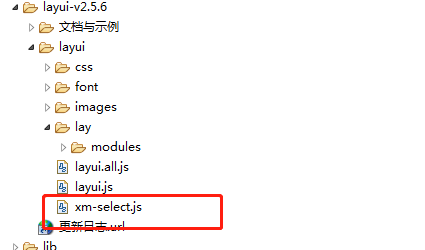 layui-v2.5.6
文档与示例
layui
css
font
images
lay
modules
layui.all.js
layui.js
xm-select.js
更新日志.url
lib